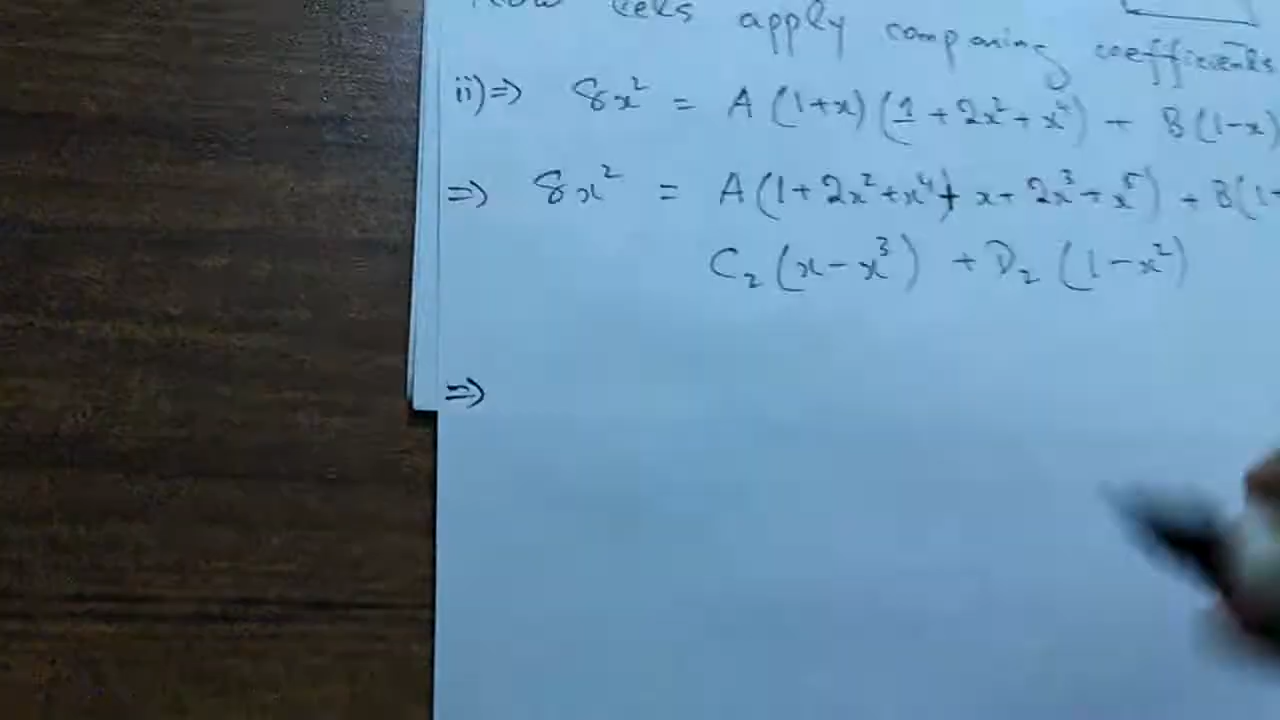 apply comparing coefficients
ii) => 8x² = A(1+x)(1+2x²+x⁴) + B(1-x)
=> 8x² = A(1+2x²+x⁴+x+2x³+x⁵) + B(1-
C₂(x-x³) + D₂(1-x²)
=>